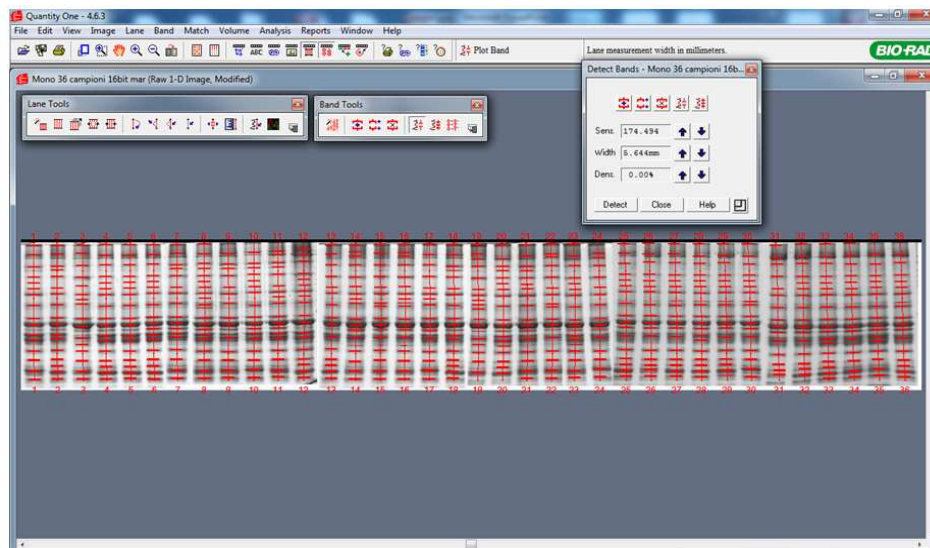 Quantity One - 4.6.3
File Edit View Image Lane Band Match Volume Analysis Reports Window Help
ABC
Plot Band
Lane measurement width in millimeters.
BIO-RAD
Mono 36 campioni 16bit mar (Raw 1-D Image, Modified)
Detect Bands - Mono 36 campioni 16b...
Lane Tools
Band Tools
Sens. 174.494
Width 5.644mm
Dens. 0.00%
Detect Close Help
1 2 3 4 5 6 7 8 9 10 11 12 13 14 15 16 17 18 19 20 21 22 23 24 25 26 27 28 29 30 31 32 33 34 35 36
1 2 3 4 5 6 7 8 9 10 11 12 13 14 15 16 17 18 19 20 21 22 23 24 25 26 27 28 29 30 31 32 33 34 35 36